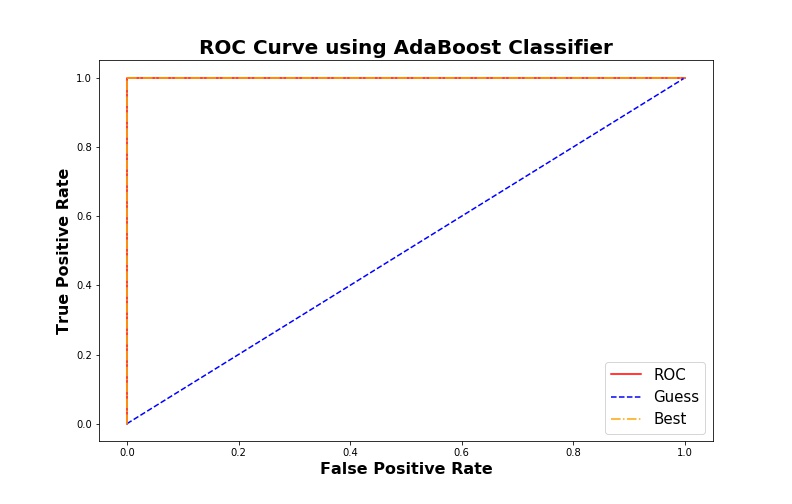 ROC Curve using AdaBoost Classifier
True Positive Rate
1.0
0.8
0.6
0.4
0.2
0.0
ROC
Guess
Best
0.0 0.2 0.4 0.6 0.8 1.0
False Positive Rate